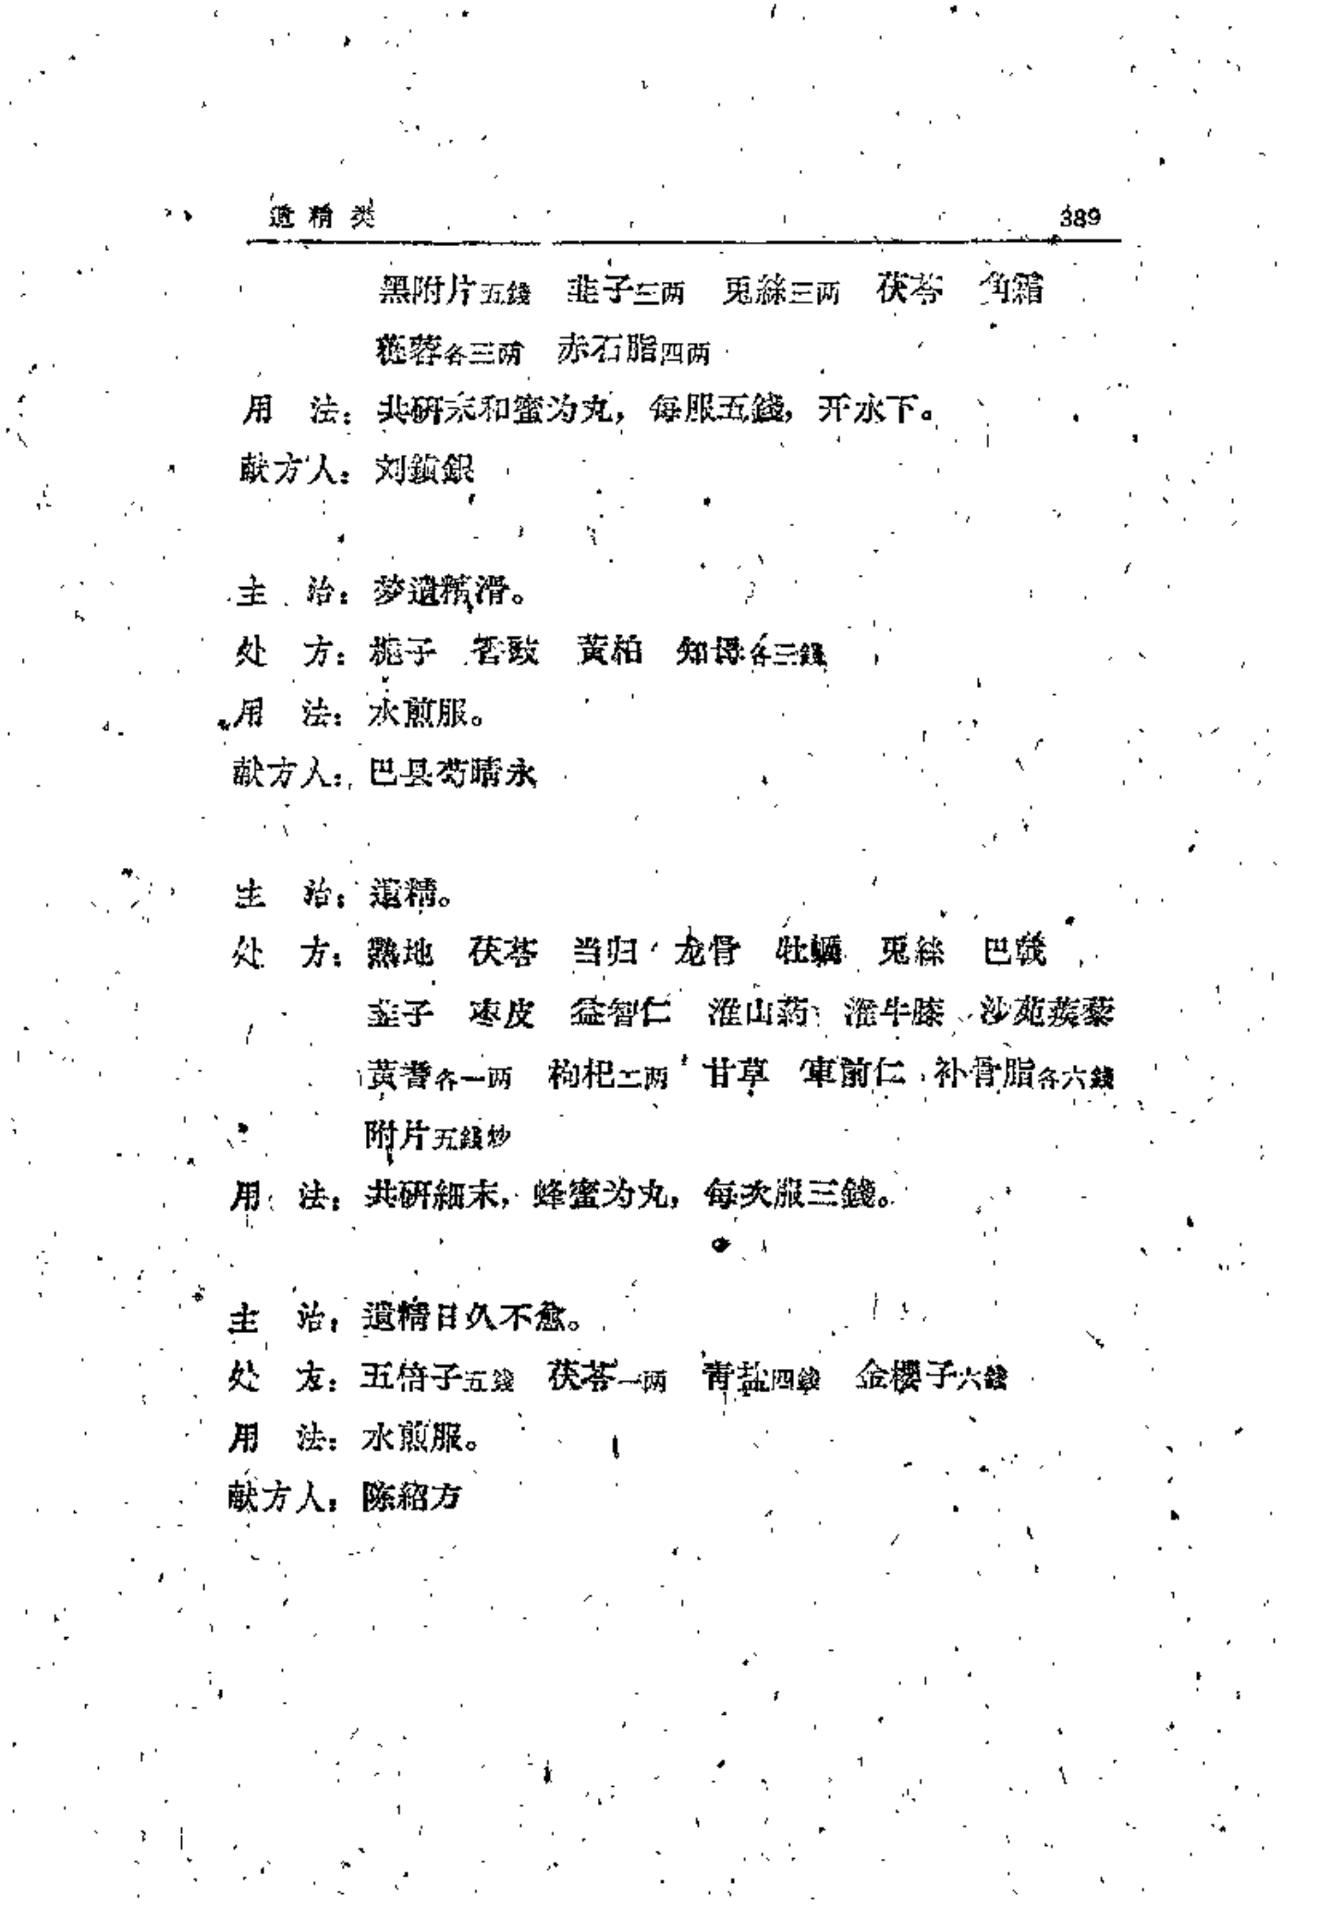 遺精类 389
黑附片五錢 韭子三两 兎絲三两 茯苓 角霜
蓯蓉各三两 赤石脂四两
用 法：共研末和蜜为丸，每服五錢，开水下。
献方人：刘鎮銀
主 治：梦遺精滑。
处 方：梔子 香豉 黃柏 知母各三錢
用 法：水煎服。
献方人：巴县苟晴永
主 治：遺精。
处 方：熟地 茯苓 当归 龙骨 牡蠣 兎絲 巴戟
韭子 枣皮 益智仁 淮山药 淮牛膝 沙苑蒺藜
黃耆各一两 枸杞二两 甘草 車前仁 补骨脂各六錢
附片五錢炒
用 法：共研細末，蜂蜜为丸，每次服三錢。
主 治：遺精日久不愈。
处 方：五倍子五錢 茯苓一两 青盐四錢 金櫻子六錢
用 法：水煎服。
献方人：陈紹方